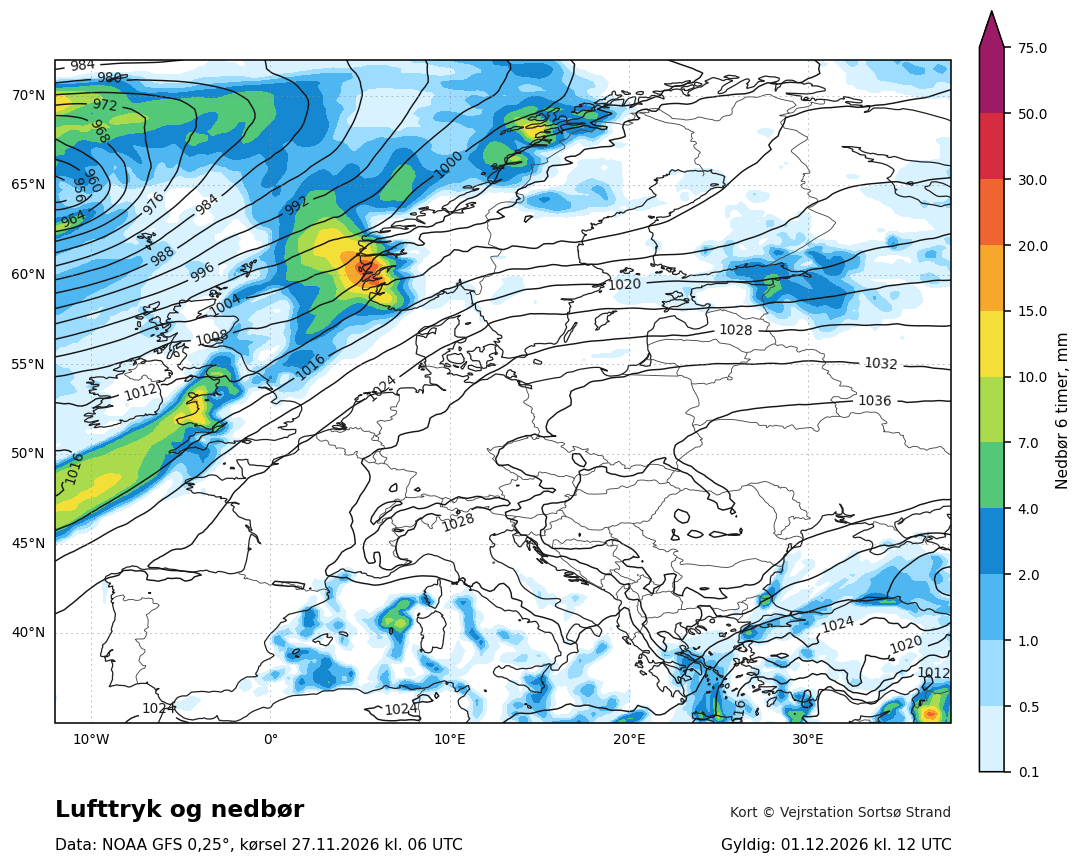 984
980
972
968
960
956
964
976
984
992
1000
988
996
1004
1008
1012
1016
1016
1024
1020
1028
1032
1036
1028
1024
1020
1012
1024
1024
16
70°N
65°N
60°N
55°N
50°N
45°N
40°N
10°W
0°
10°E
20°E
30°E
75.0
50.0
30.0
20.0
15.0
10.0
7.0
4.0
2.0
1.0
0.5
0.1
Nedbør 6 timer, mm
Lufttryk og nedbør
Kort © Vejrstation Sortsø Strand
Data: NOAA GFS 0,25°, kørsel 27.11.2026 kl. 06 UTC
Gyldig: 01.12.2026 kl. 12 UTC